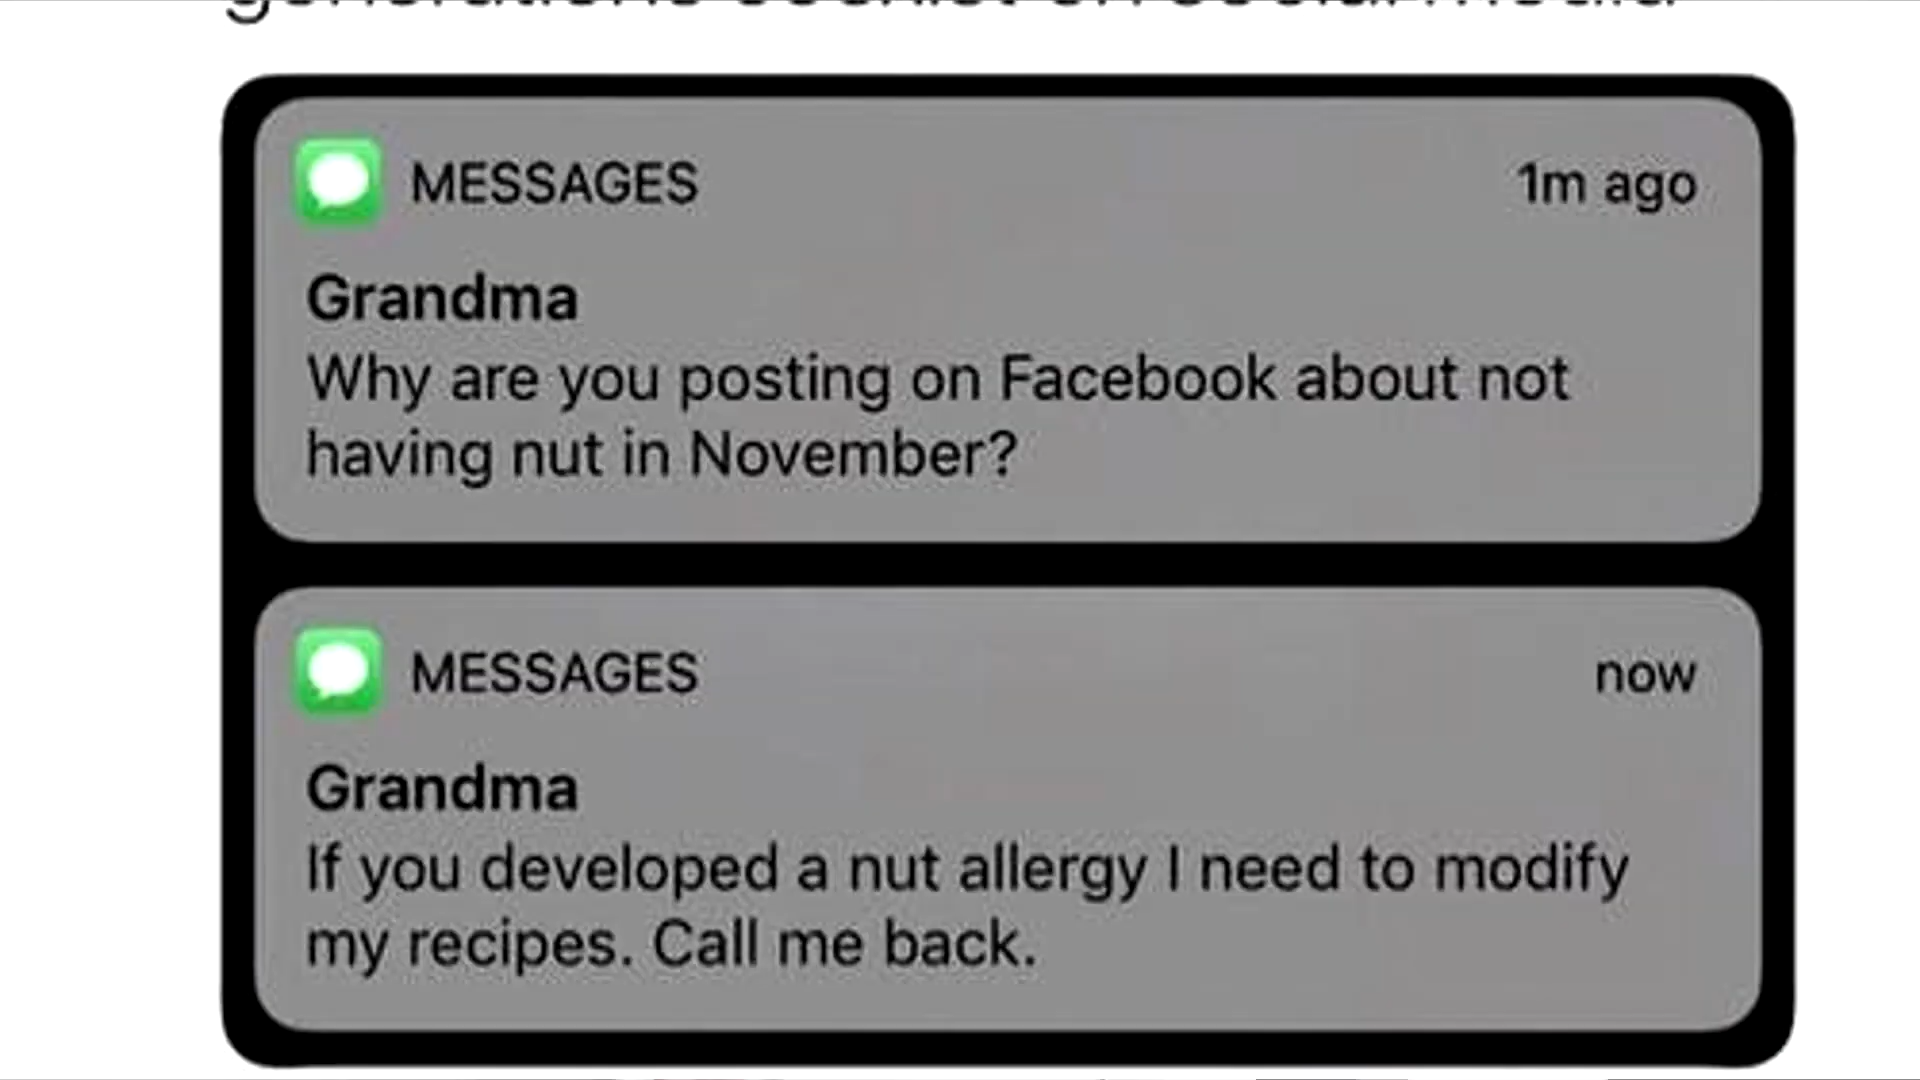 MESSAGES
1m ago
Grandma
Why are you posting on Facebook about not
having nut in November?
MESSAGES
now
Grandma
If you developed a nut allergy I need to modify
my recipes. Call me back.